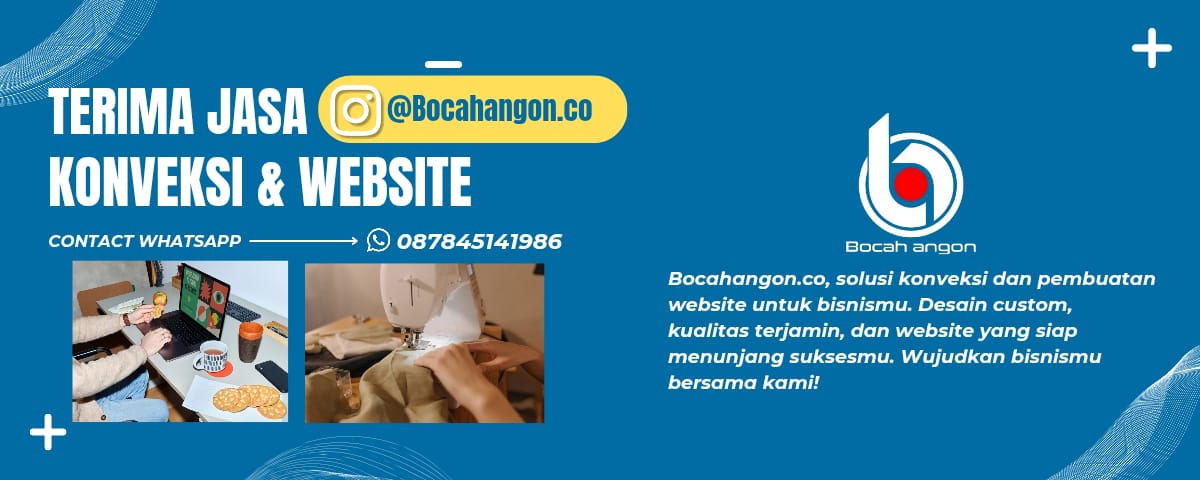 TERIMA JASA @Bocahangon.co
KONVEKSI & WEBSITE
CONTACT WHATSAPP 087845141986
Bocah angon
Bocahangon.co, solusi konveksi dan pembuatan
website untuk bisnismu. Desain custom,
kualitas terjamin, dan website yang siap
menunjang suksesmu. Wujudkan bisnismu
bersama kami!